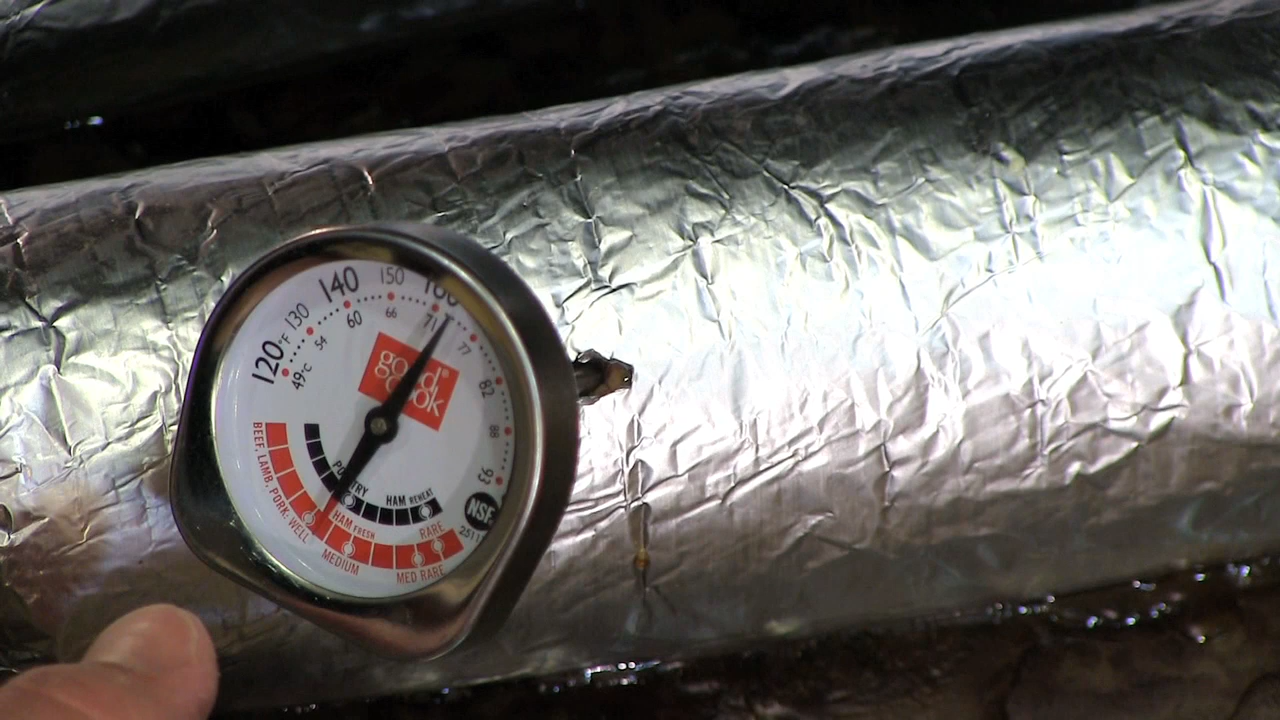 120°F
130
140
150
160
49°C
54
60
66
71
77
82
88
93
good®
cook
POULTRY
HAM REHEAT
BEEF, LAMB, PORK: WELL
HAM FRESH
MEDIUM
MED RARE
RARE
NSF
2511